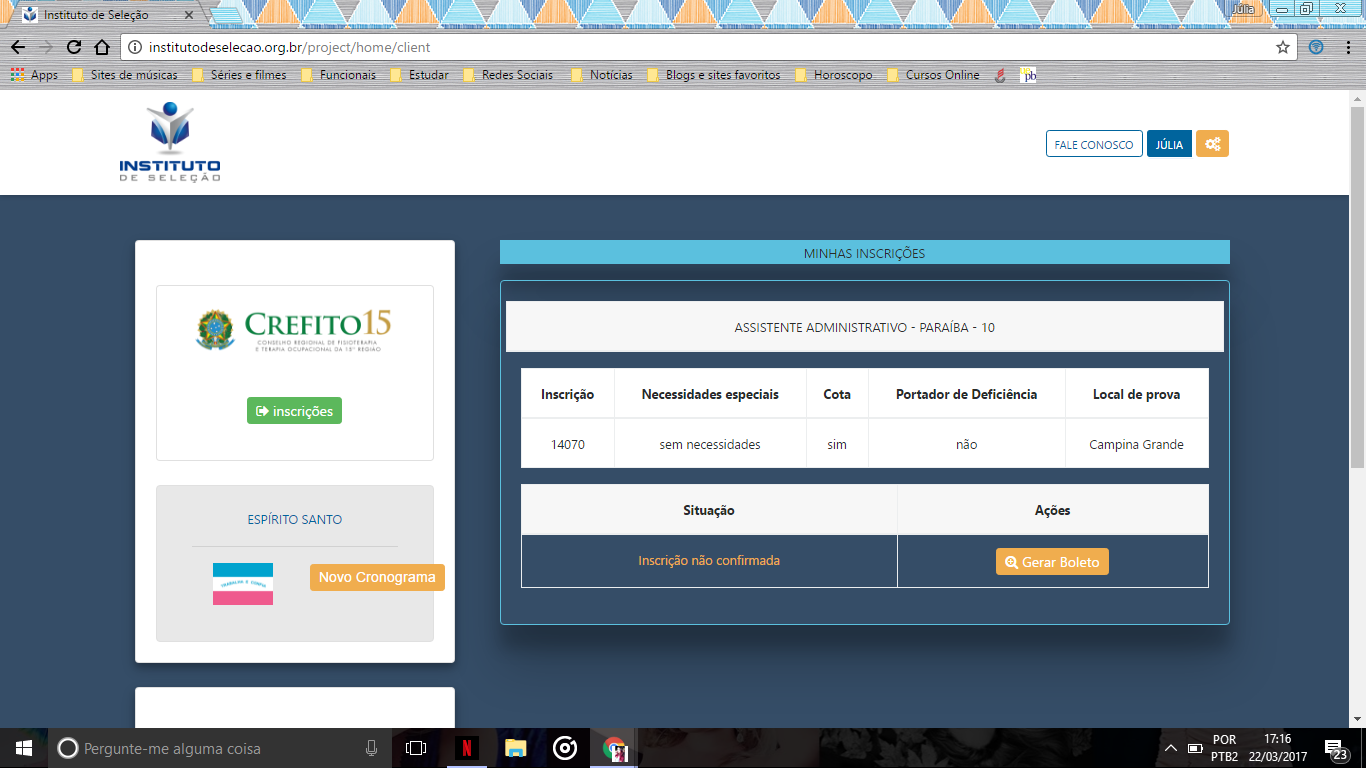 Instituto de Seleção
Júlia
institutodeselecao.org.br/project/home/client
Apps Sites de músicas Séries e filmes Funcionais Estudar Redes Sociais Notícias Blogs e sites favoritos Horoscopo Cursos Online pb
INSTITUTO
DE SELEÇÃO
FALE CONOSCO JÚLIA
CREFITO15
CONSELHO REGIONAL DE FISIOTERAPIA
E TERAPIA OCUPACIONAL DA 15ª REGIÃO
inscrições
ESPÍRITO SANTO
TRABALHA E CONFIA
Novo Cronograma
MINHAS INSCRIÇÕES
ASSISTENTE ADMINISTRATIVO - PARAÍBA - 10
Inscrição Necessidades especiais Cota Portador de Deficiência Local de prova
14070 sem necessidades sim não Campina Grande
Situação Ações
Inscrição não confirmada Gerar Boleto
Pergunte-me alguma coisa
N
POR
PTB2
17:16
22/03/2017
23